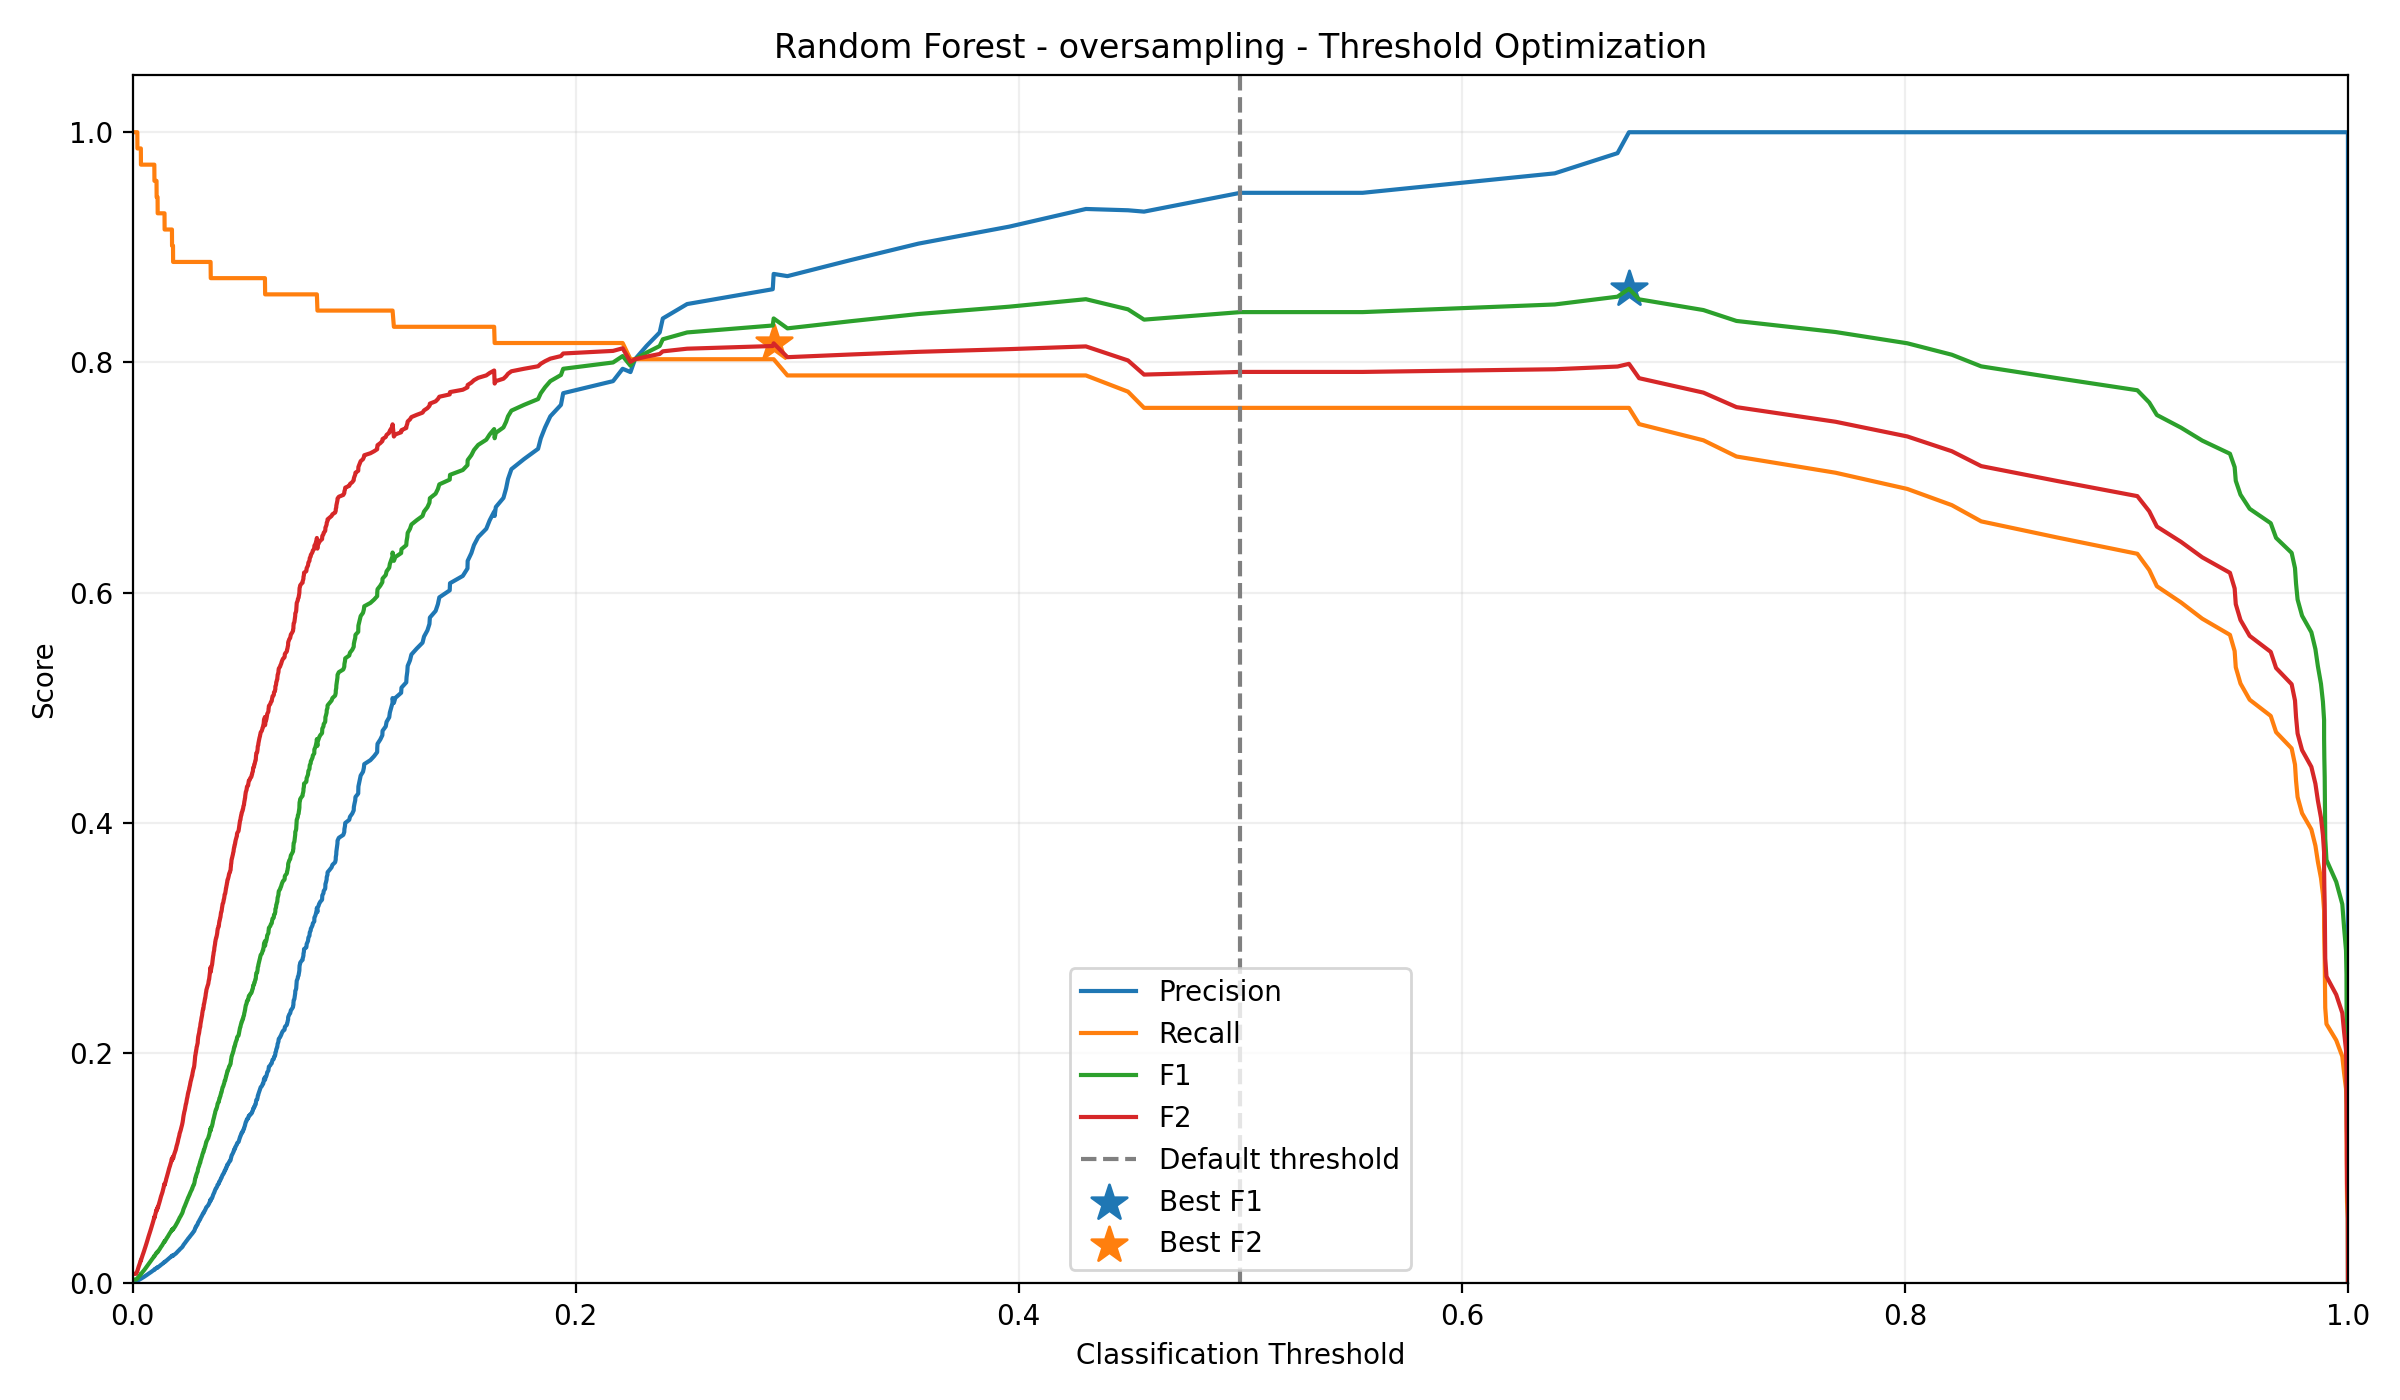 Random Forest - oversampling - Threshold Optimization
1.0
0.8
0.6
0.4
0.2
0.0
Score
0.0 0.2 0.4 0.6 0.8 1.0
Classification Threshold
Precision
Recall
F1
F2
Default threshold
Best F1
Best F2